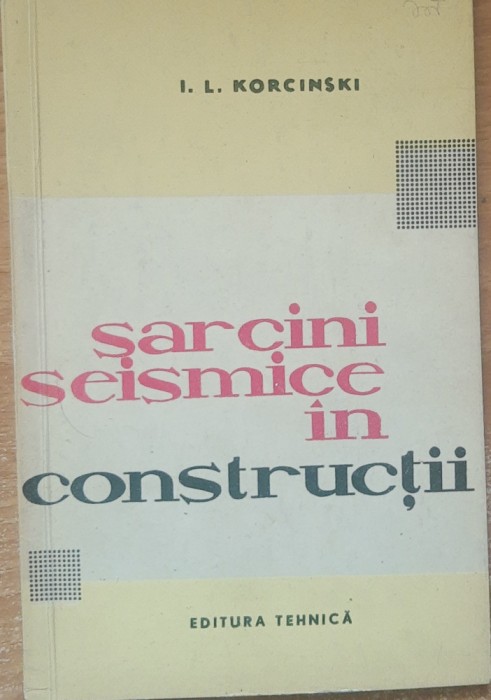 I. L. KORCINSKI
sarcini
seismice
în
construcții
EDITURA TEHNICĂ